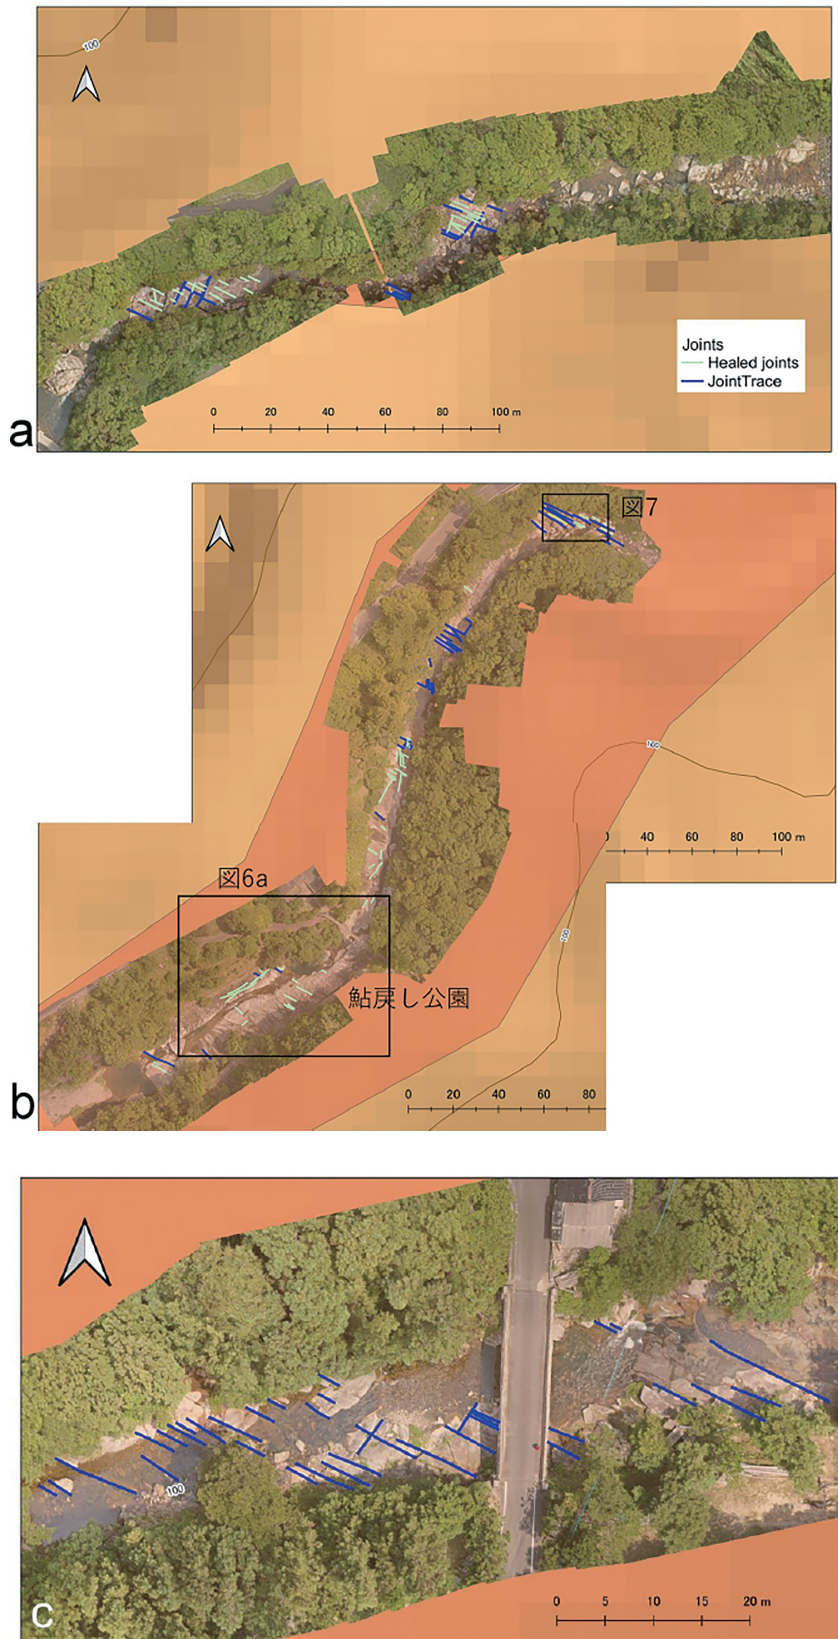 100
Joints
Healed joints
JointTrace
0 20 40 60 80 100 m
a
図7
100
0 40 60 80 100 m
図6a
100
鮎戻し公園
0 20 40 60 80
b
100
c
0 5 10 15 20 m